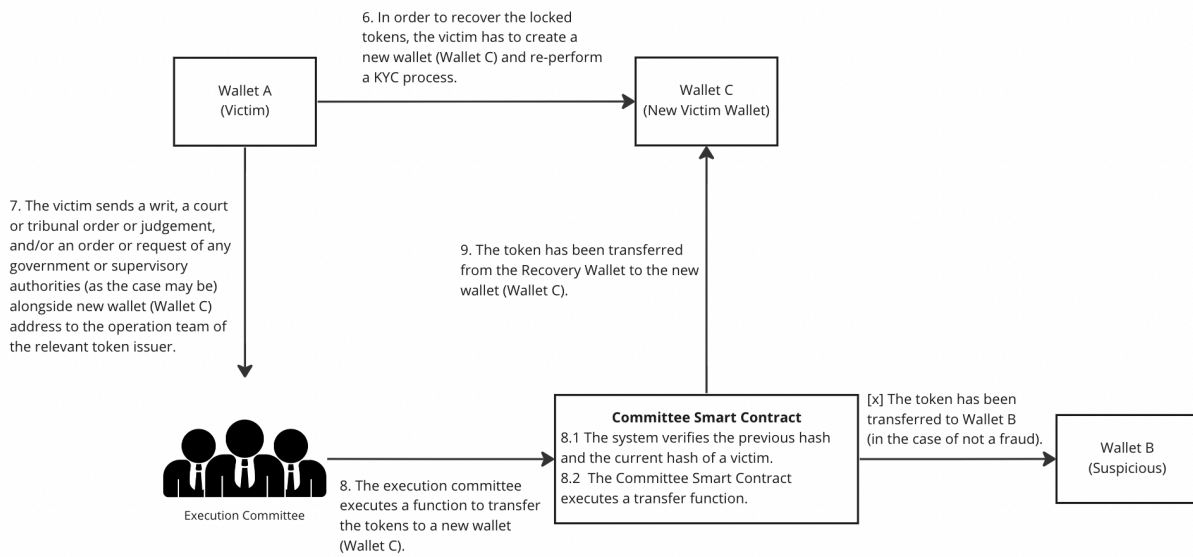 6. In order to recover the locked
tokens, the victim has to create a
new wallet (Wallet C) and re-perform
a KYC process.
Wallet A
(Victim)
Wallet C
(New Victim Wallet)
7. The victim sends a writ, a court
or tribunal order or judgement,
and/or an order or request of any
government or supervisory
authorities (as the case may be)
alongside new wallet (Wallet C)
address to the operation team of
the relevant token issuer.
9. The token has been transferred
from the Recovery Wallet to the new
wallet (Wallet C).
Execution Committee
8. The execution committee
executes a function to transfer
the tokens to a new wallet
(Wallet C).
Committee Smart Contract
8.1 The system verifies the previous hash
and the current hash of a victim.
8.2 The Committee Smart Contract
executes a transfer function.
[x] The token has been
transferred to Wallet B
(in the case of not a fraud).
Wallet B
(Suspicious)